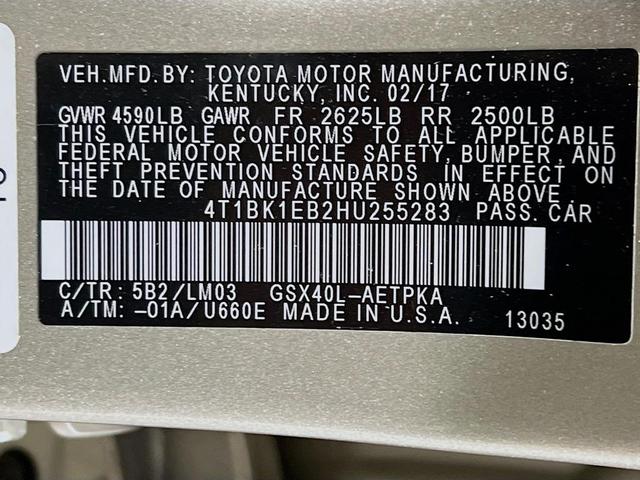 VEH.MFD.BY: TOYOTA MOTOR MANUFACTURING,
KENTUCKY, INC. 02/17
GVWR 4590LB GAWR FR 2625LB RR 2500LB
THIS VEHICLE CONFORMS TO ALL APPLICABLE
FEDERAL MOTOR VEHICLE SAFETY, BUMPER, AND
THEFT PREVENTION STANDARDS IN EFFECT ON
THE DATE OF MANUFACTURE SHOWN ABOVE.
4T1BK1EB2HU255283 PASS. CAR
C/TR: 5B2/LM03 GSX40L-AETPKA
A/TM: -01A/U660E MADE IN U.S.A. 13035